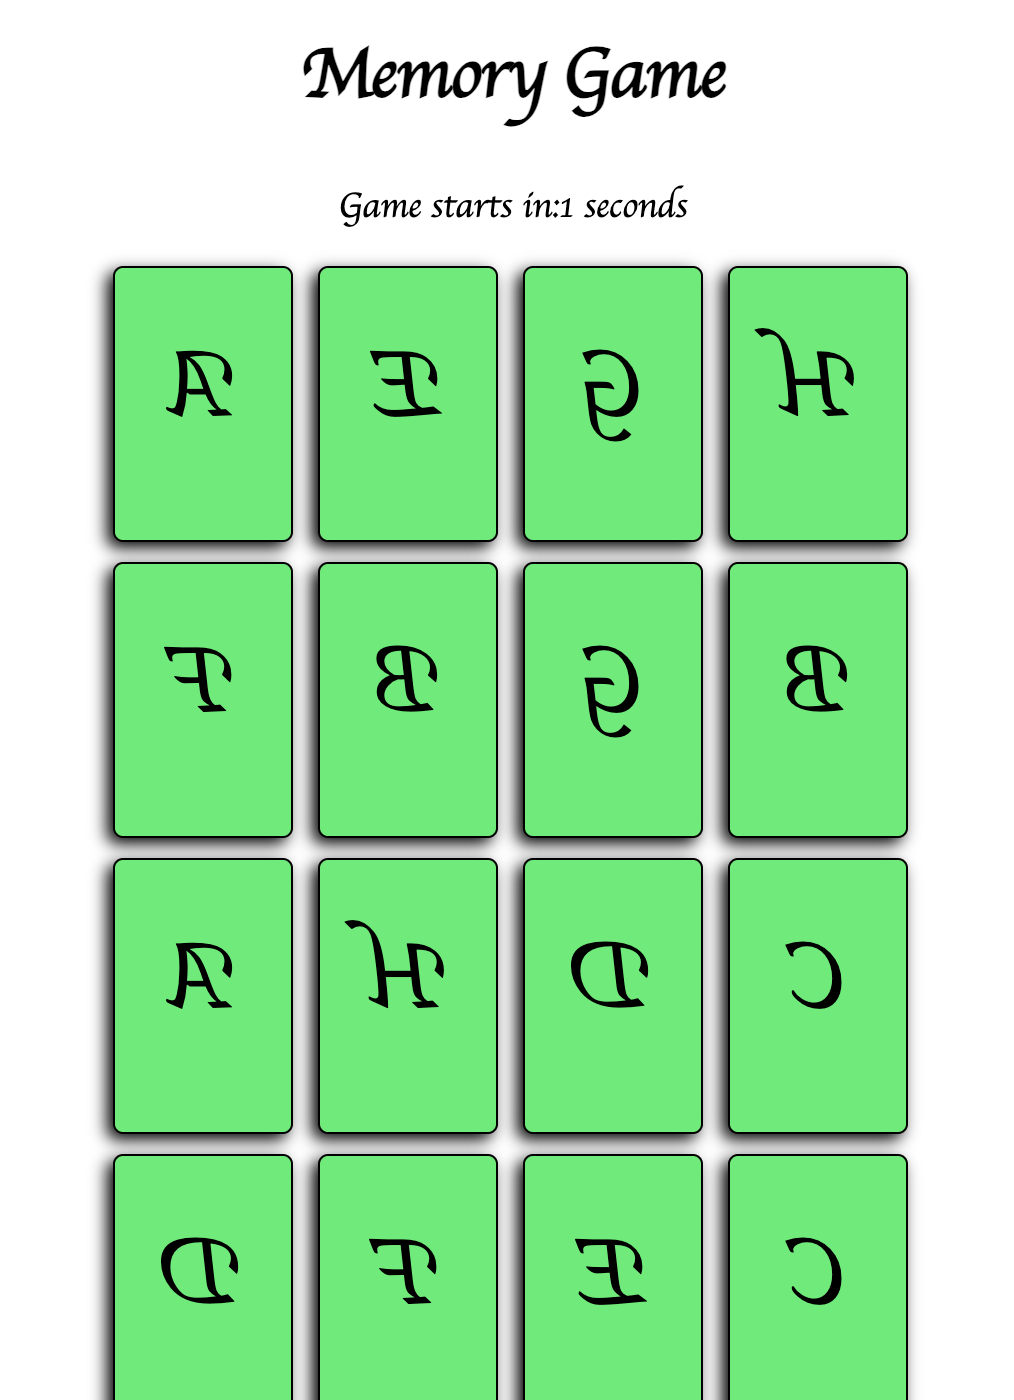 Memory Game
Game starts in:1 seconds
A E G H
F B G B
A H D C
D F E C